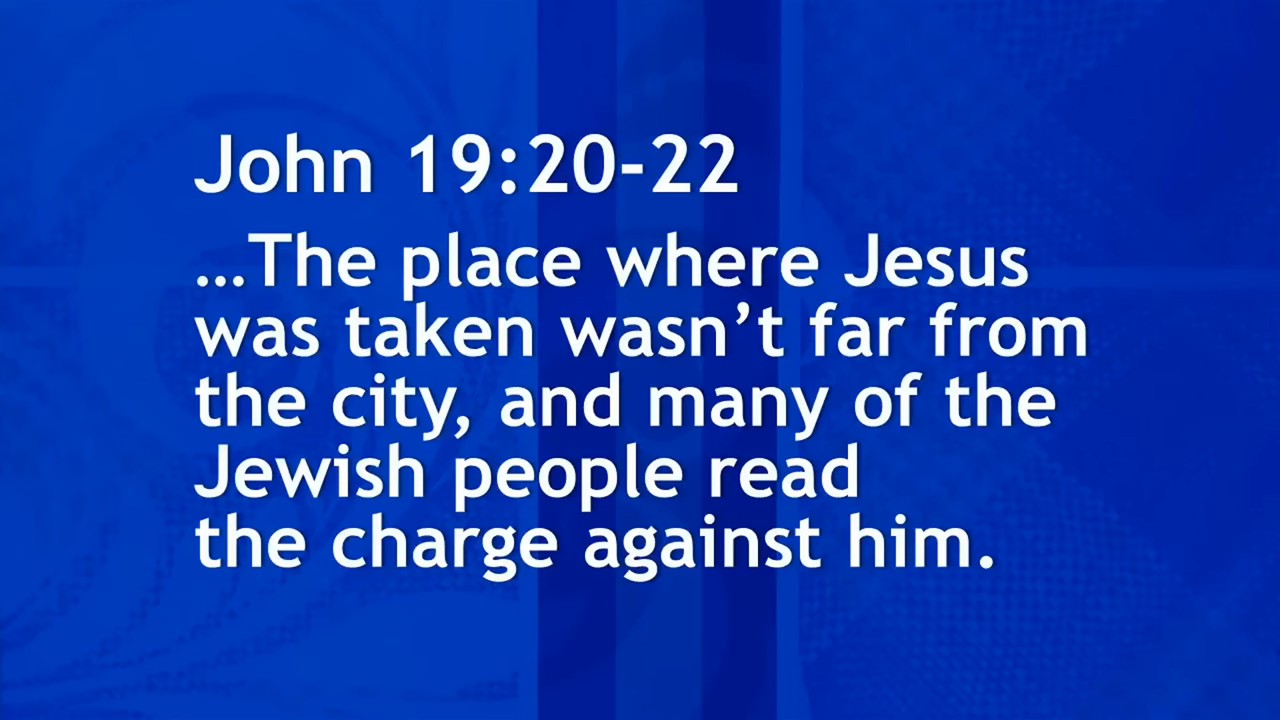 John 19:20-22
…The place where Jesus
was taken wasn’t far from
the city, and many of the
Jewish people read
the charge against him.